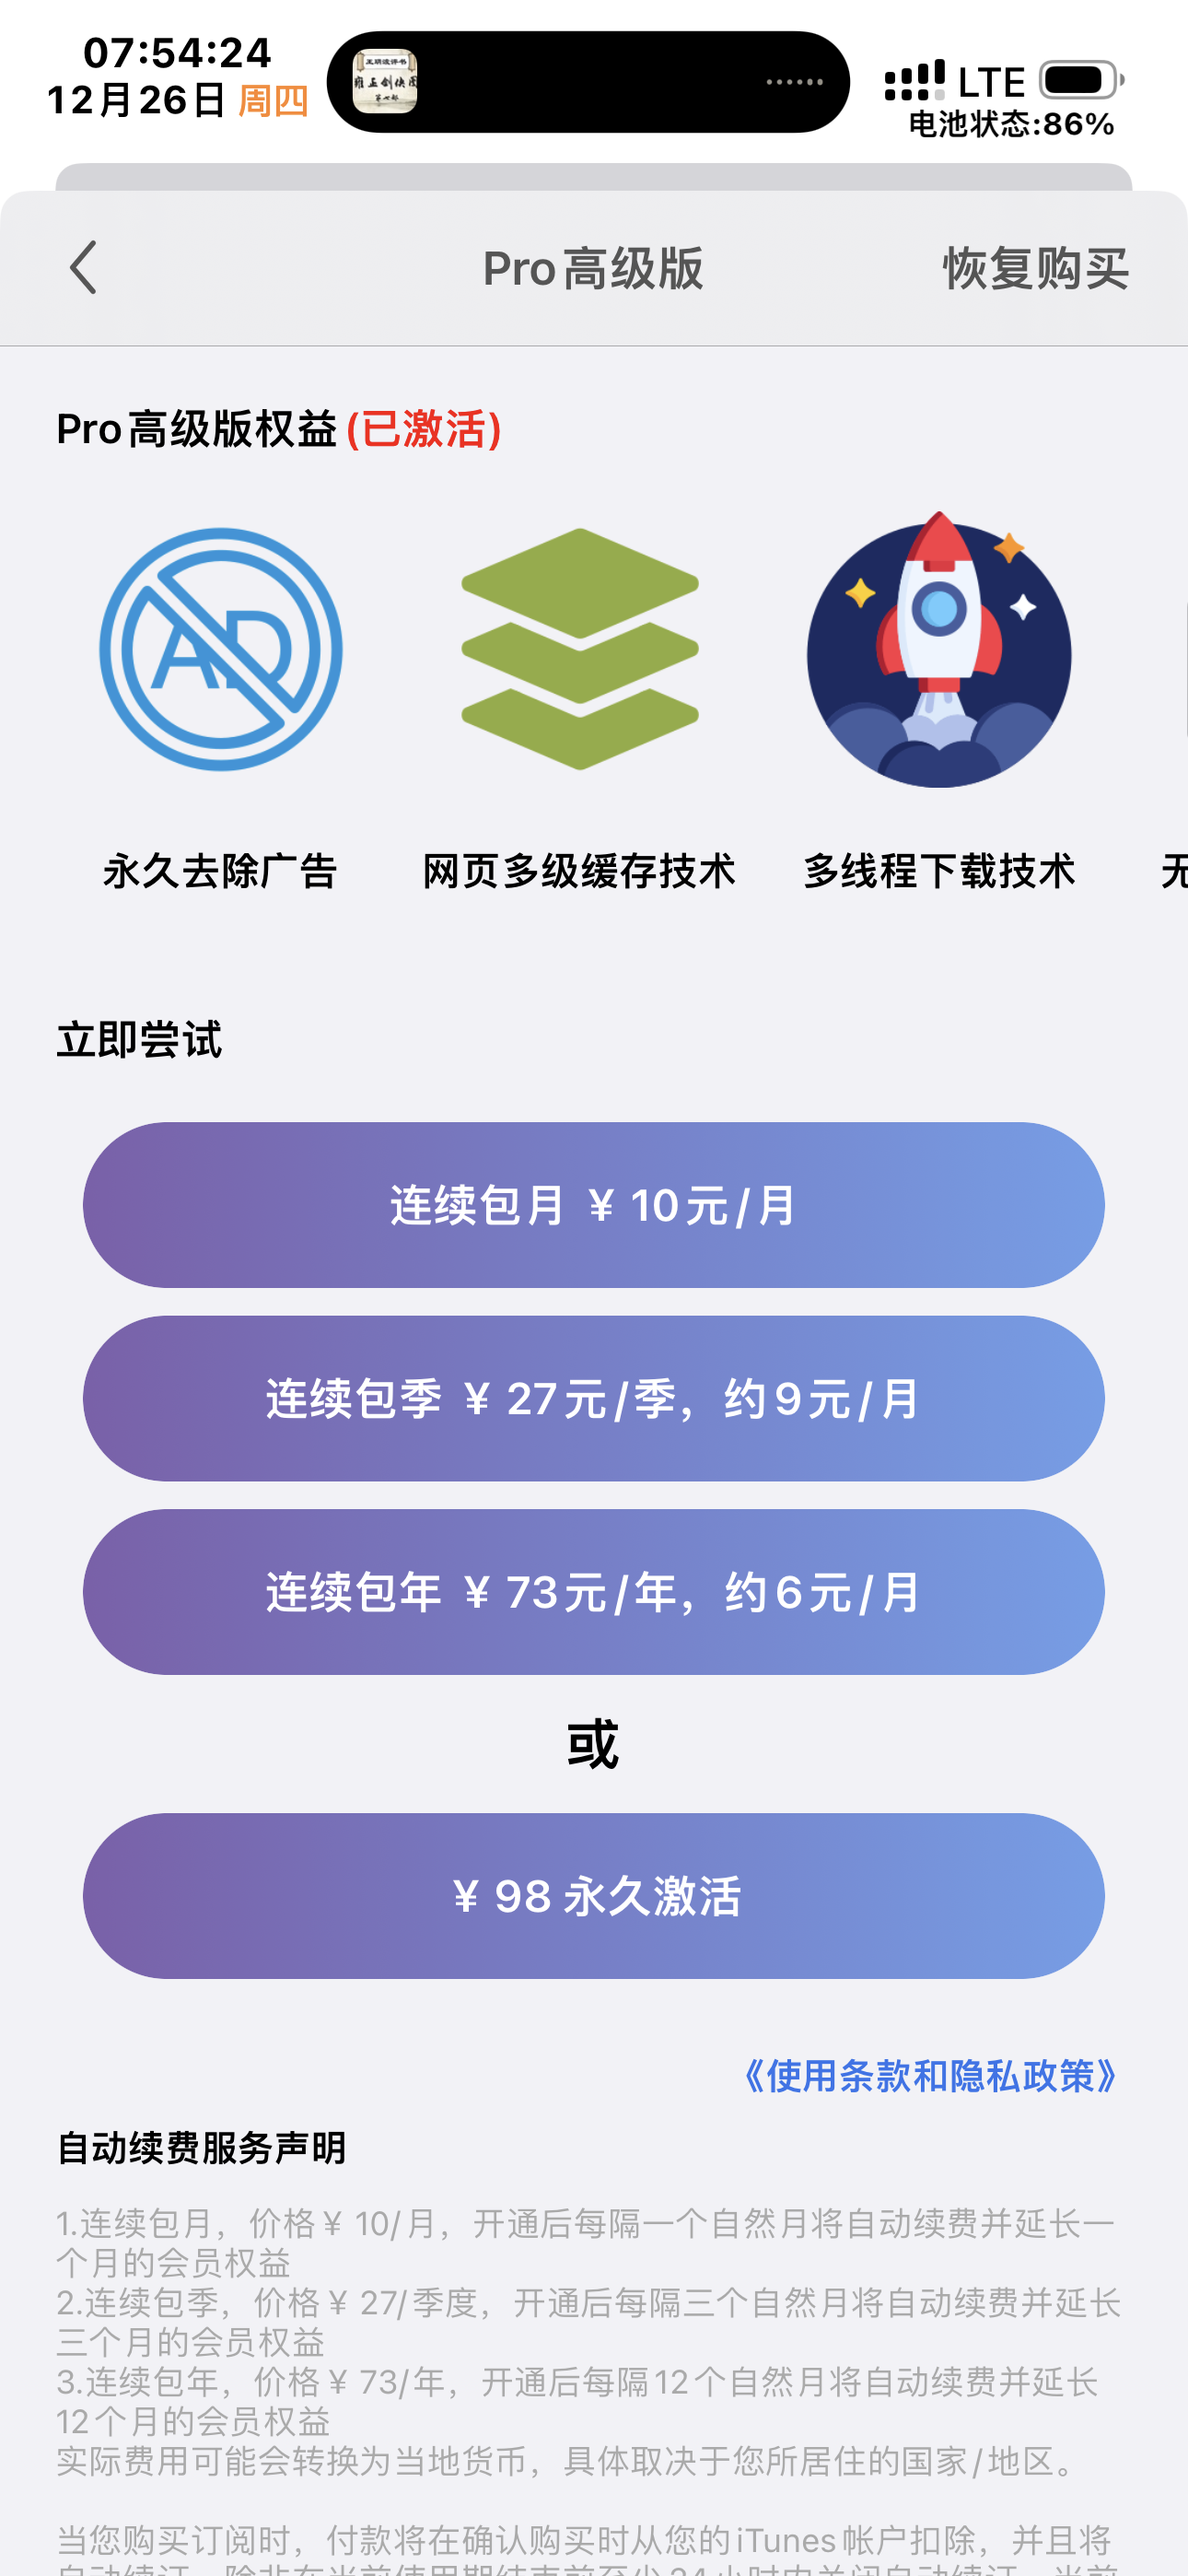 07:54:24
12月26日 周四
LTE
电池状态:86%
Pro高级版
恢复购买
Pro高级版权益(已激活)
AD
永久去除广告
网页多级缓存技术
多线程下载技术
立即尝试
连续包月 ¥ 10元/月
连续包季 ¥ 27元/季，约9元/月
连续包年 ¥ 73元/年，约6元/月
或
¥ 98 永久激活
《使用条款和隐私政策》
自动续费服务声明
1.连续包月，价格¥ 10/月，开通后每隔一个自然月将自动续费并延长一
个月的会员权益
2.连续包季，价格¥ 27/季度，开通后每隔三个自然月将自动续费并延长
三个月的会员权益
3.连续包年，价格¥ 73/年，开通后每隔12个自然月将自动续费并延长
12个月的会员权益
实际费用可能会转换为当地货币，具体取决于您所居住的国家/地区。
当您购买订阅时，付款将在确认购买时从您的iTunes帐户扣除，并且将